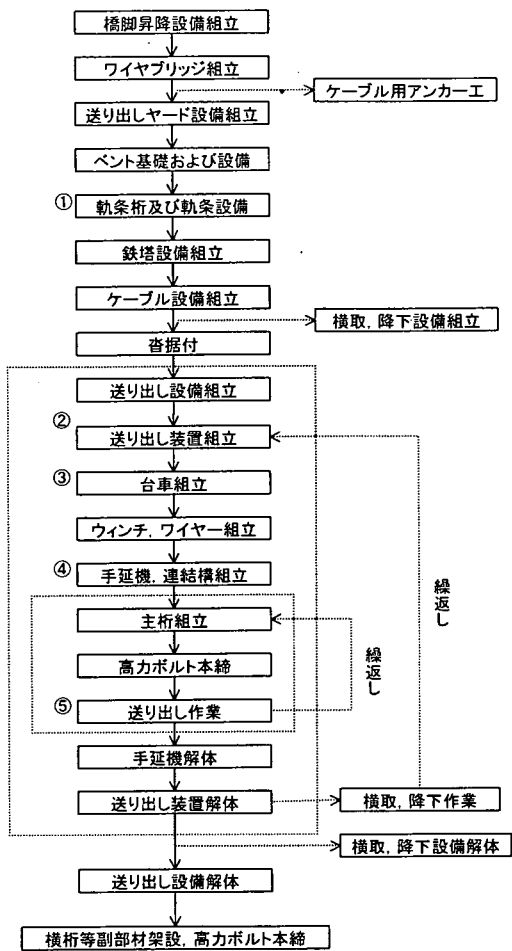 橋脚昇降設備組立
ワイヤブリッジ組立
ケーブル用アンカー工
送り出しヤード設備組立
ベント基礎および設備
① 軌条桁及び軌条設備
鉄塔設備組立
ケーブル設備組立
横取, 降下設備組立
沓据付
送り出し設備組立
② 送り出し装置組立
③ 台車組立
ウィンチ, ワイヤー組立
④ 手延機, 連結構組立
主桁組立
繰返し
繰返し
高力ボルト本締
⑤ 送り出し作業
手延機解体
送り出し装置解体
横取, 降下作業
横取, 降下設備解体
送り出し設備解体
横桁等副部材架設, 高力ボルト本締